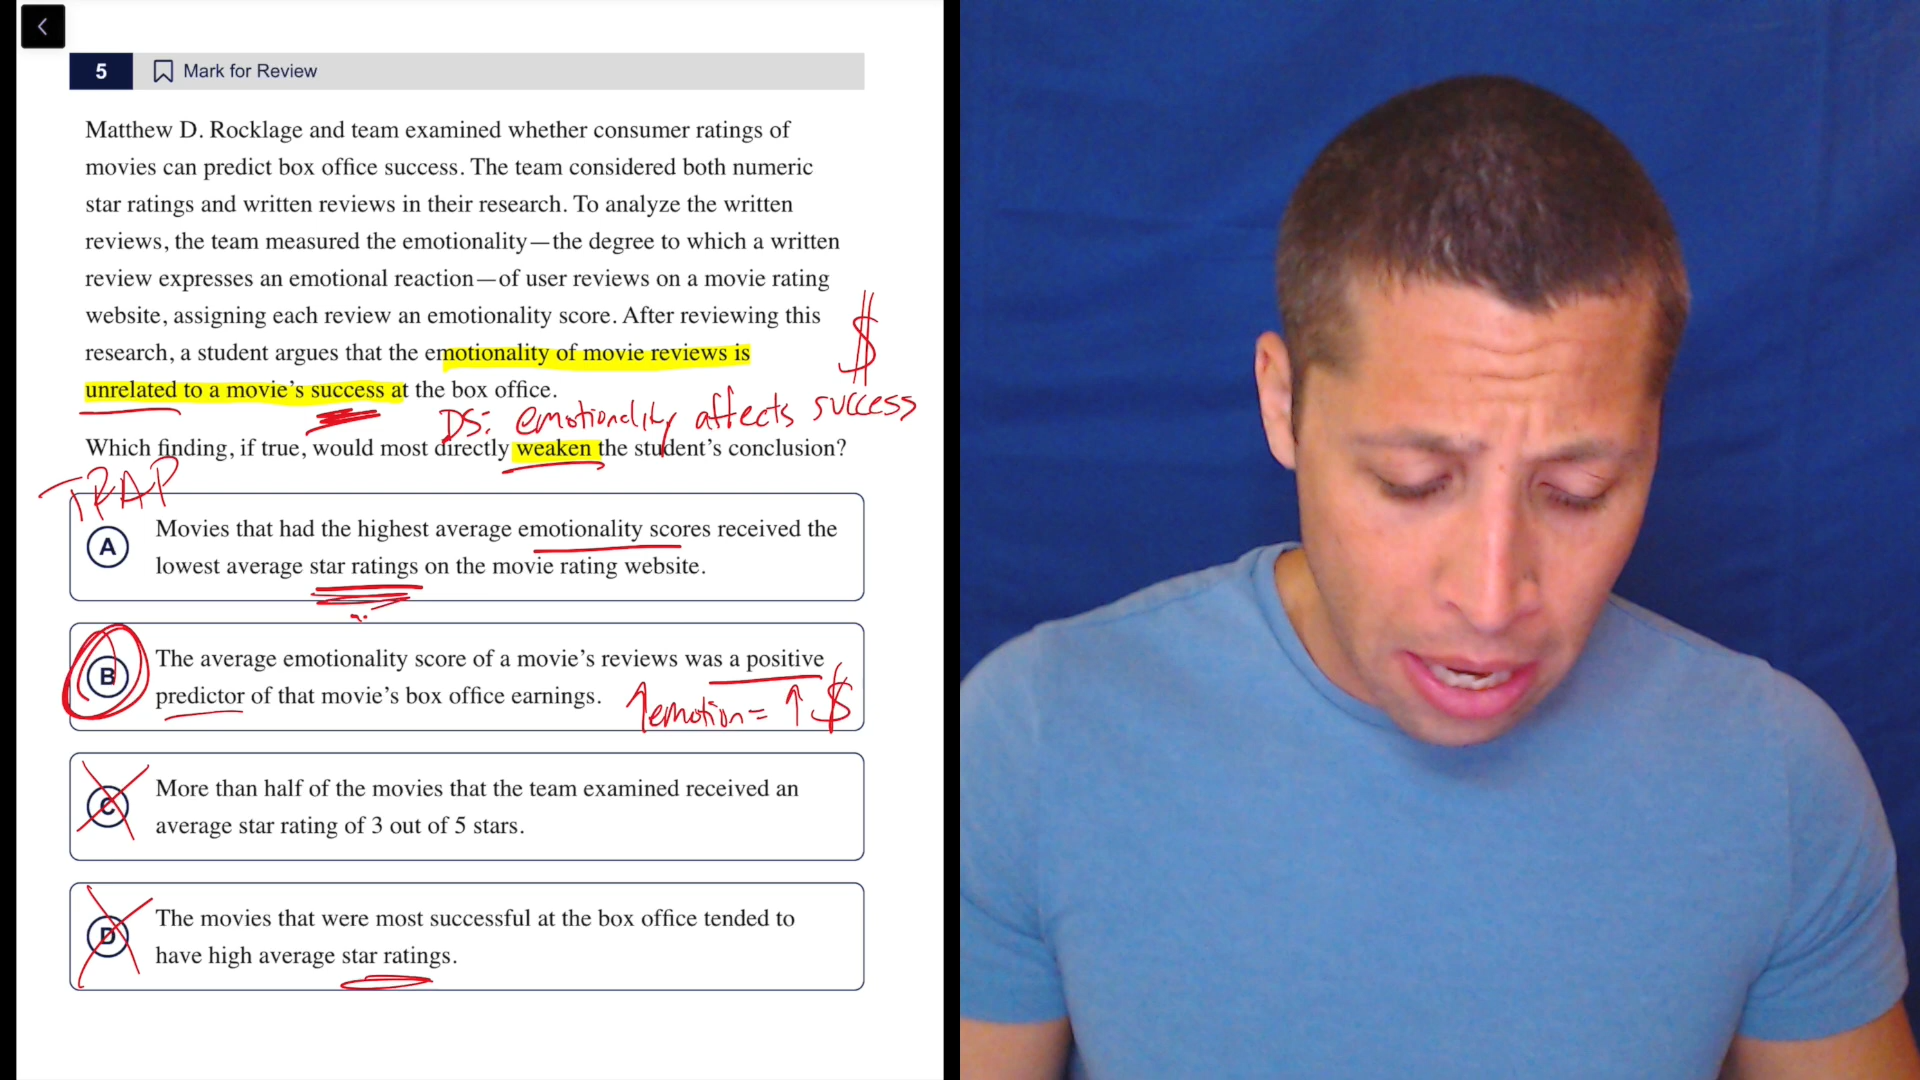 5 Mark for Review
Matthew D. Rocklage and team examined whether consumer ratings of
movies can predict box office success. The team considered both numeric
star ratings and written reviews in their research. To analyze the written
reviews, the team measured the emotionality—the degree to which a written
review expresses an emotional reaction—of user reviews on a movie rating
website, assigning each review an emotionality score. After reviewing this
research, a student argues that the emotionality of movie reviews is
unrelated to a movie's success at the box office.
$
DS: emotionality affects success
Which finding, if true, would most directly weaken the student's conclusion?
TRAP
A Movies that had the highest average emotionality scores received the
lowest average star ratings on the movie rating website.
B The average emotionality score of a movie's reviews was a positive
predictor of that movie's box office earnings.
↑emotion = ↑ $
C More than half of the movies that the team examined received an
average star rating of 3 out of 5 stars.
D The movies that were most successful at the box office tended to
have high average star ratings.